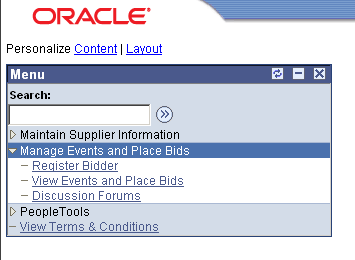 ORACLE®
Personalize Content | Layout
Menu
Search:
Maintain Supplier Information
Manage Events and Place Bids
– Register Bidder
– View Events and Place Bids
– Discussion Forums
PeopleTools
– View Terms & Conditions